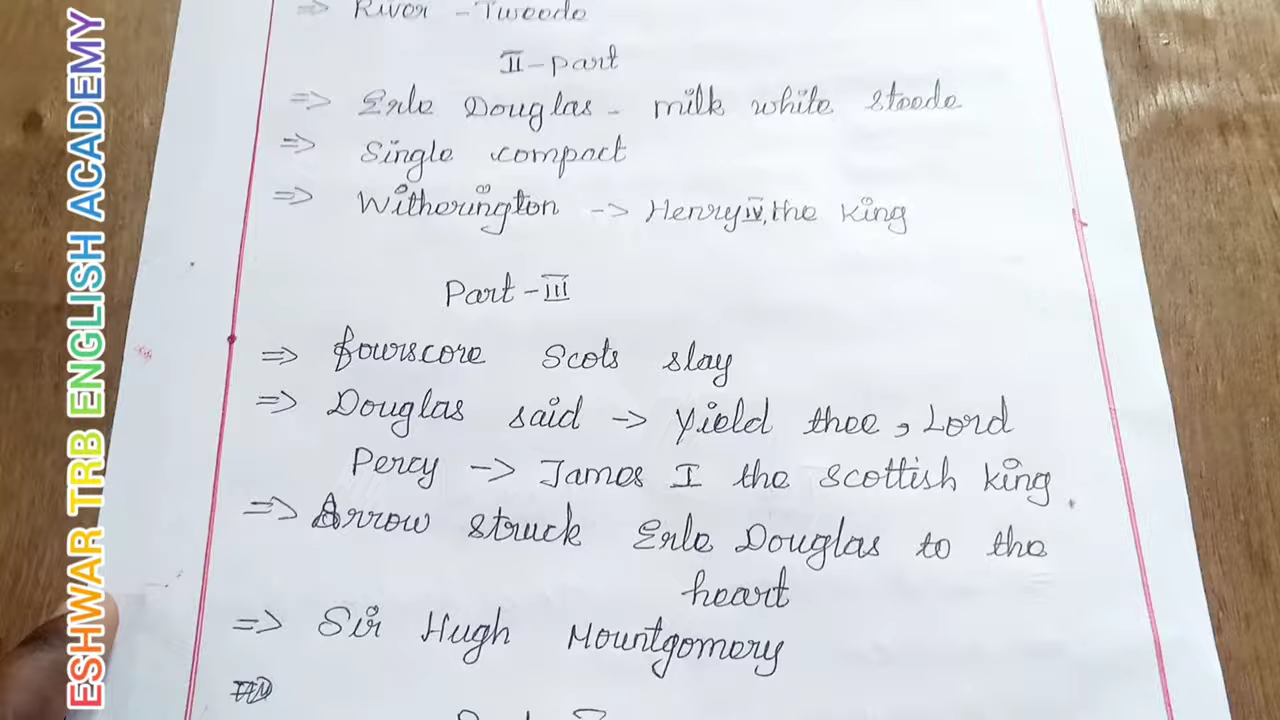 ESHWAR TRB ENGLISH ACADEMY
=> River - Tweede
II - part
=> Erle Douglas - milk white steede
=> Single compact
=> Witherington -> Henry IV, the king
Part - III
=> fourscore Scots slay
=> Douglas said -> Yield thee, Lord
Percy -> James I the scottish king.
=> Arrow struck Erle Douglas to the
heart
=> Sir Hugh Mountgomery